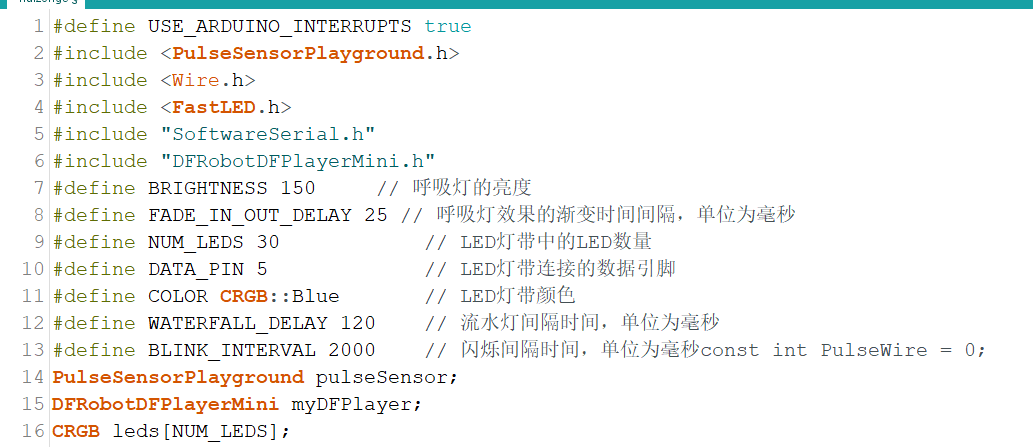 1 #define USE_ARDUINO_INTERRUPTS true
2 #include <PulseSensorPlayground.h>
3 #include <Wire.h>
4 #include <FastLED.h>
5 #include "SoftwareSerial.h"
6 #include "DFRobotDFPlayerMini.h"
7 #define BRIGHTNESS 150     // 呼吸灯的亮度
8 #define FADE_IN_OUT_DELAY 25 // 呼吸灯效果的渐变时间间隔，单位为毫秒
9 #define NUM_LEDS 30            // LED灯带中的LED数量
10 #define DATA_PIN 5             // LED灯带连接的数据引脚
11 #define COLOR CRGB::Blue       // LED灯带颜色
12 #define WATERFALL_DELAY 120    // 流水灯间隔时间，单位为毫秒
13 #define BLINK_INTERVAL 2000    // 闪烁间隔时间，单位为毫秒const int PulseWire = 0;
14 PulseSensorPlayground pulseSensor;
15 DFRobotDFPlayerMini myDFPlayer;
16 CRGB leds[NUM_LEDS];